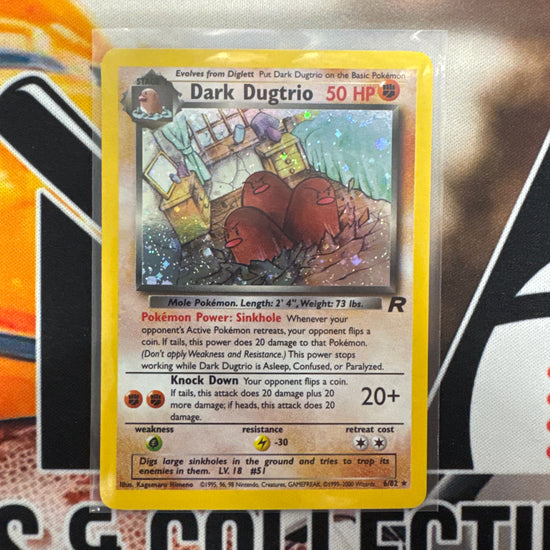 Evolves from Diglett Put Dark Dugtrio on the Basic Pokémon
Dark Dugtrio 50 HP
Mole Pokémon. Length: 2' 4", Weight: 73 lbs.
R
Pokémon Power: Sinkhole Whenever your
opponent's Active Pokémon retreats, your opponent flips a
coin. If tails, this power does 20 damage to that Pokémon.
(Don't apply Weakness and Resistance.) This power stops
working while Dark Dugtrio is Asleep, Confused, or Paralyzed.
Knock Down Your opponent flips a coin.
If tails, this attack does 20 damage plus 20
more damage; if heads, this attack does 20
damage.
20+
weakness resistance retreat cost
-30
Digs large sinkholes in the ground and tries to trap its
enemies in them. LV. 18 #51
Illus. Kagemaru Himeno ©1995, 96, 98 Nintendo, Creatures, GAMEFREAK. ©1999-2000 Wizards. 6/82
S & COLLECTI